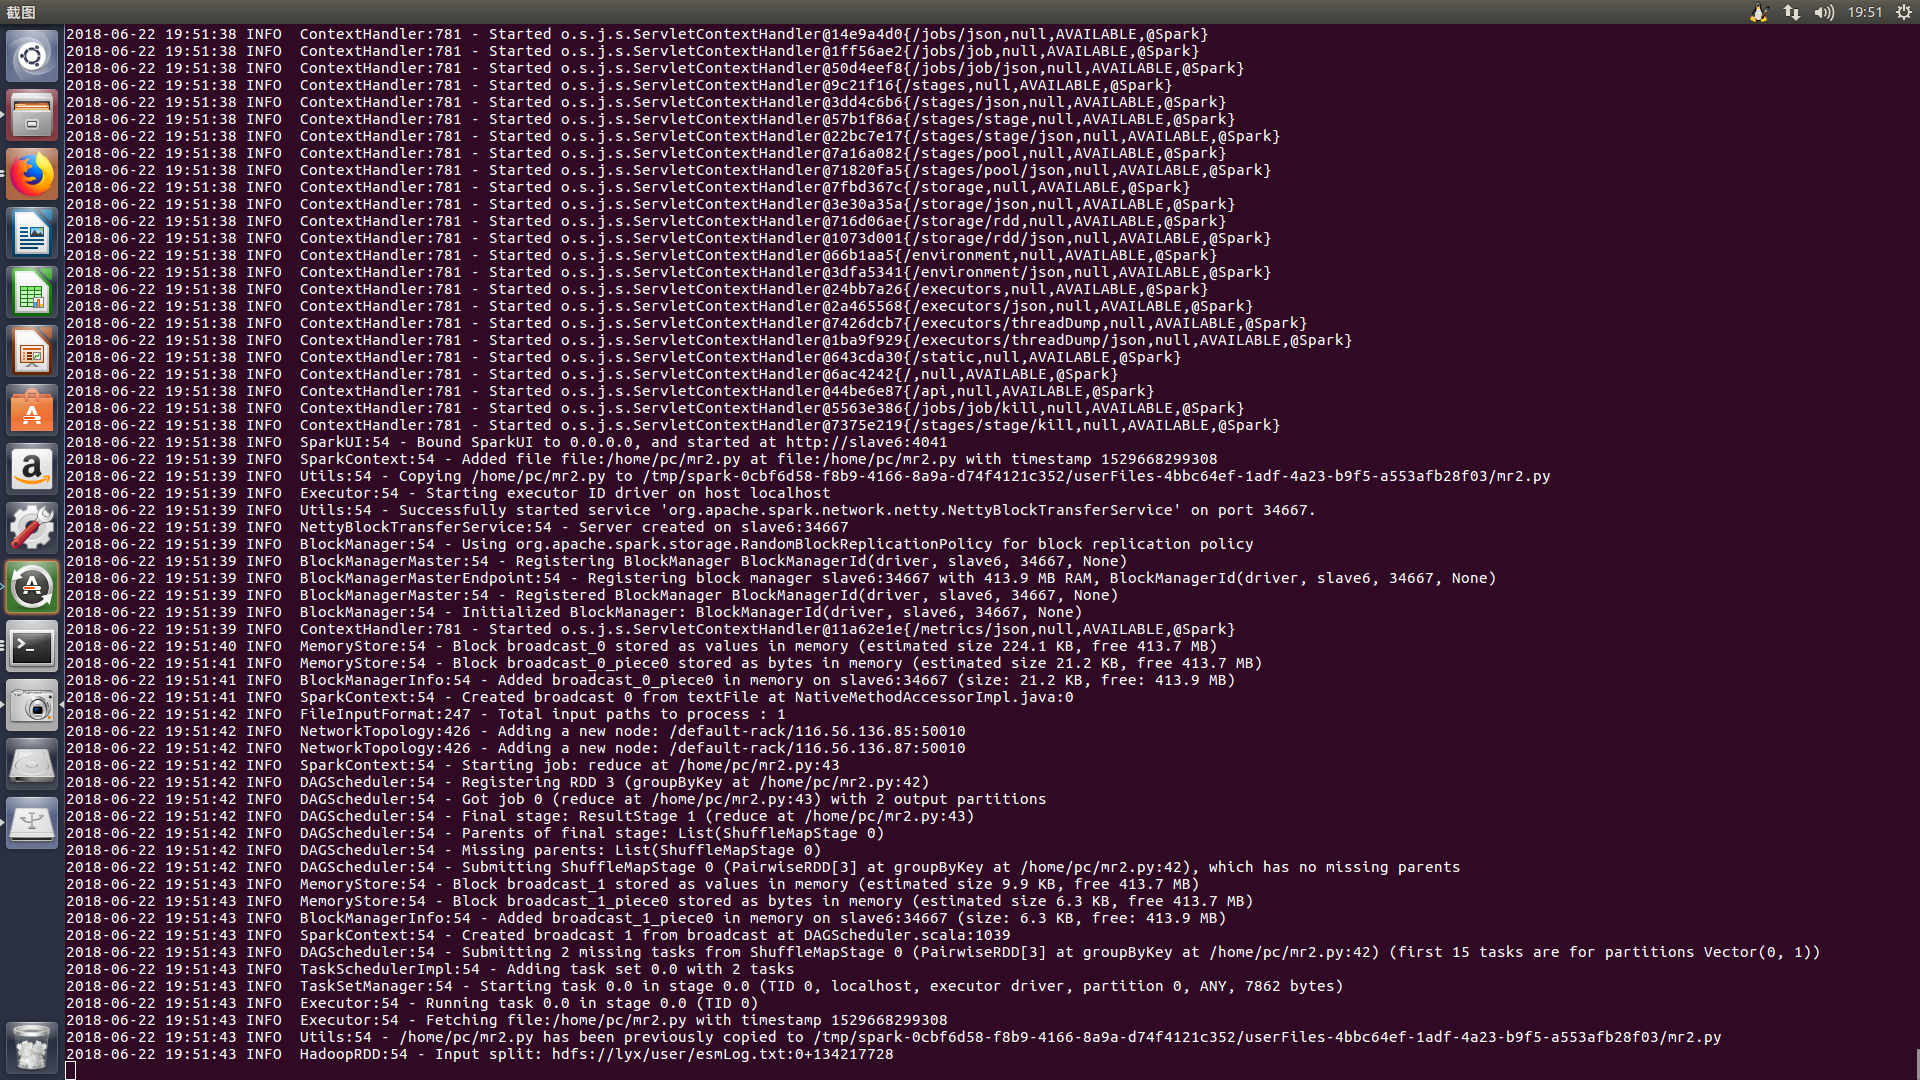 截图
19:51
2018-06-22 19:51:38 INFO  ContextHandler:781 - Started o.s.j.s.ServletContextHandler@14e9a4d0{/jobs/json,null,AVAILABLE,@Spark}
2018-06-22 19:51:38 INFO  ContextHandler:781 - Started o.s.j.s.ServletContextHandler@1ff56ae2{/jobs/job,null,AVAILABLE,@Spark}
2018-06-22 19:51:38 INFO  ContextHandler:781 - Started o.s.j.s.ServletContextHandler@50d4eef8{/jobs/job/json,null,AVAILABLE,@Spark}
2018-06-22 19:51:38 INFO  ContextHandler:781 - Started o.s.j.s.ServletContextHandler@9c21f16{/stages,null,AVAILABLE,@Spark}
2018-06-22 19:51:38 INFO  ContextHandler:781 - Started o.s.j.s.ServletContextHandler@3dd4c6b6{/stages/json,null,AVAILABLE,@Spark}
2018-06-22 19:51:38 INFO  ContextHandler:781 - Started o.s.j.s.ServletContextHandler@57b1f86a{/stages/stage,null,AVAILABLE,@Spark}
2018-06-22 19:51:38 INFO  ContextHandler:781 - Started o.s.j.s.ServletContextHandler@22bc7e17{/stages/stage/json,null,AVAILABLE,@Spark}
2018-06-22 19:51:38 INFO  ContextHandler:781 - Started o.s.j.s.ServletContextHandler@7a16a082{/stages/pool,null,AVAILABLE,@Spark}
2018-06-22 19:51:38 INFO  ContextHandler:781 - Started o.s.j.s.ServletContextHandler@71820fa5{/stages/pool/json,null,AVAILABLE,@Spark}
2018-06-22 19:51:38 INFO  ContextHandler:781 - Started o.s.j.s.ServletContextHandler@7fbd367c{/storage,null,AVAILABLE,@Spark}
2018-06-22 19:51:38 INFO  ContextHandler:781 - Started o.s.j.s.ServletContextHandler@3e30a35a{/storage/json,null,AVAILABLE,@Spark}
2018-06-22 19:51:38 INFO  ContextHandler:781 - Started o.s.j.s.ServletContextHandler@716d06ae{/storage/rdd,null,AVAILABLE,@Spark}
2018-06-22 19:51:38 INFO  ContextHandler:781 - Started o.s.j.s.ServletContextHandler@1073d001{/storage/rdd/json,null,AVAILABLE,@Spark}
2018-06-22 19:51:38 INFO  ContextHandler:781 - Started o.s.j.s.ServletContextHandler@66b1aa5{/environment,null,AVAILABLE,@Spark}
2018-06-22 19:51:38 INFO  ContextHandler:781 - Started o.s.j.s.ServletContextHandler@3dfa5341{/environment/json,null,AVAILABLE,@Spark}
2018-06-22 19:51:38 INFO  ContextHandler:781 - Started o.s.j.s.ServletContextHandler@24bb7a26{/executors,null,AVAILABLE,@Spark}
2018-06-22 19:51:38 INFO  ContextHandler:781 - Started o.s.j.s.ServletContextHandler@2a465568{/executors/json,null,AVAILABLE,@Spark}
2018-06-22 19:51:38 INFO  ContextHandler:781 - Started o.s.j.s.ServletContextHandler@7426dcb7{/executors/threadDump,null,AVAILABLE,@Spark}
2018-06-22 19:51:38 INFO  ContextHandler:781 - Started o.s.j.s.ServletContextHandler@1ba9f929{/executors/threadDump/json,null,AVAILABLE,@Spark}
2018-06-22 19:51:38 INFO  ContextHandler:781 - Started o.s.j.s.ServletContextHandler@643cda30{/static,null,AVAILABLE,@Spark}
2018-06-22 19:51:38 INFO  ContextHandler:781 - Started o.s.j.s.ServletContextHandler@6ac4242{/,null,AVAILABLE,@Spark}
2018-06-22 19:51:38 INFO  ContextHandler:781 - Started o.s.j.s.ServletContextHandler@44be6e87{/api,null,AVAILABLE,@Spark}
2018-06-22 19:51:38 INFO  ContextHandler:781 - Started o.s.j.s.ServletContextHandler@5563e386{/jobs/job/kill,null,AVAILABLE,@Spark}
2018-06-22 19:51:38 INFO  ContextHandler:781 - Started o.s.j.s.ServletContextHandler@7375e219{/stages/stage/kill,null,AVAILABLE,@Spark}
2018-06-22 19:51:38 INFO  SparkUI:54 - Bound SparkUI to 0.0.0.0, and started at http://slave6:4041
2018-06-22 19:51:39 INFO  SparkContext:54 - Added file file:/home/pc/mr2.py at file:/home/pc/mr2.py with timestamp 1529668299308
2018-06-22 19:51:39 INFO  Utils:54 - Copying /home/pc/mr2.py to /tmp/spark-0cbf6d58-f8b9-4166-8a9a-d74f4121c352/userFiles-4bbc64ef-1adf-4a23-b9f5-a553afb28f03/mr2.py
2018-06-22 19:51:39 INFO  Executor:54 - Starting executor ID driver on host localhost
2018-06-22 19:51:39 INFO  Utils:54 - Successfully started service 'org.apache.spark.network.netty.NettyBlockTransferService' on port 34667.
2018-06-22 19:51:39 INFO  NettyBlockTransferService:54 - Server created on slave6:34667
2018-06-22 19:51:39 INFO  BlockManager:54 - Using org.apache.spark.storage.RandomBlockReplicationPolicy for block replication policy
2018-06-22 19:51:39 INFO  BlockManagerMaster:54 - Registering BlockManager BlockManagerId(driver, slave6, 34667, None)
2018-06-22 19:51:39 INFO  BlockManagerMasterEndpoint:54 - Registering block manager slave6:34667 with 413.9 MB RAM, BlockManagerId(driver, slave6, 34667, None)
2018-06-22 19:51:39 INFO  BlockManagerMaster:54 - Registered BlockManager BlockManagerId(driver, slave6, 34667, None)
2018-06-22 19:51:39 INFO  BlockManager:54 - Initialized BlockManager: BlockManagerId(driver, slave6, 34667, None)
2018-06-22 19:51:39 INFO  ContextHandler:781 - Started o.s.j.s.ServletContextHandler@11a62e1e{/metrics/json,null,AVAILABLE,@Spark}
2018-06-22 19:51:40 INFO  MemoryStore:54 - Block broadcast_0 stored as values in memory (estimated size 224.1 KB, free 413.7 MB)
2018-06-22 19:51:41 INFO  MemoryStore:54 - Block broadcast_0_piece0 stored as bytes in memory (estimated size 21.2 KB, free 413.7 MB)
2018-06-22 19:51:41 INFO  BlockManagerInfo:54 - Added broadcast_0_piece0 in memory on slave6:34667 (size: 21.2 KB, free: 413.9 MB)
2018-06-22 19:51:41 INFO  SparkContext:54 - Created broadcast 0 from textFile at NativeMethodAccessorImpl.java:0
2018-06-22 19:51:42 INFO  FileInputFormat:247 - Total input paths to process : 1
2018-06-22 19:51:42 INFO  NetworkTopology:426 - Adding a new node: /default-rack/116.56.136.85:50010
2018-06-22 19:51:42 INFO  NetworkTopology:426 - Adding a new node: /default-rack/116.56.136.87:50010
2018-06-22 19:51:42 INFO  SparkContext:54 - Starting job: reduce at /home/pc/mr2.py:43
2018-06-22 19:51:42 INFO  DAGScheduler:54 - Registering RDD 3 (groupByKey at /home/pc/mr2.py:42)
2018-06-22 19:51:42 INFO  DAGScheduler:54 - Got job 0 (reduce at /home/pc/mr2.py:43) with 2 output partitions
2018-06-22 19:51:42 INFO  DAGScheduler:54 - Final stage: ResultStage 1 (reduce at /home/pc/mr2.py:43)
2018-06-22 19:51:42 INFO  DAGScheduler:54 - Parents of final stage: List(ShuffleMapStage 0)
2018-06-22 19:51:42 INFO  DAGScheduler:54 - Missing parents: List(ShuffleMapStage 0)
2018-06-22 19:51:42 INFO  DAGScheduler:54 - Submitting ShuffleMapStage 0 (PairwiseRDD[3] at groupByKey at /home/pc/mr2.py:42), which has no missing parents
2018-06-22 19:51:43 INFO  MemoryStore:54 - Block broadcast_1 stored as values in memory (estimated size 9.9 KB, free 413.7 MB)
2018-06-22 19:51:43 INFO  MemoryStore:54 - Block broadcast_1_piece0 stored as bytes in memory (estimated size 6.3 KB, free 413.7 MB)
2018-06-22 19:51:43 INFO  BlockManagerInfo:54 - Added broadcast_1_piece0 in memory on slave6:34667 (size: 6.3 KB, free: 413.9 MB)
2018-06-22 19:51:43 INFO  SparkContext:54 - Created broadcast 1 from broadcast at DAGScheduler.scala:1039
2018-06-22 19:51:43 INFO  DAGScheduler:54 - Submitting 2 missing tasks from ShuffleMapStage 0 (PairwiseRDD[3] at groupByKey at /home/pc/mr2.py:42) (first 15 tasks are for partitions Vector(0, 1))
2018-06-22 19:51:43 INFO  TaskSchedulerImpl:54 - Adding task set 0.0 with 2 tasks
2018-06-22 19:51:43 INFO  TaskSetManager:54 - Starting task 0.0 in stage 0.0 (TID 0, localhost, executor driver, partition 0, ANY, 7862 bytes)
2018-06-22 19:51:43 INFO  Executor:54 - Running task 0.0 in stage 0.0 (TID 0)
2018-06-22 19:51:43 INFO  Executor:54 - Fetching file:/home/pc/mr2.py with timestamp 1529668299308
2018-06-22 19:51:43 INFO  Utils:54 - /home/pc/mr2.py has been previously copied to /tmp/spark-0cbf6d58-f8b9-4166-8a9a-d74f4121c352/userFiles-4bbc64ef-1adf-4a23-b9f5-a553afb28f03/mr2.py
2018-06-22 19:51:43 INFO  HadoopRDD:54 - Input split: hdfs://lyx/user/esmLog.txt:0+134217728